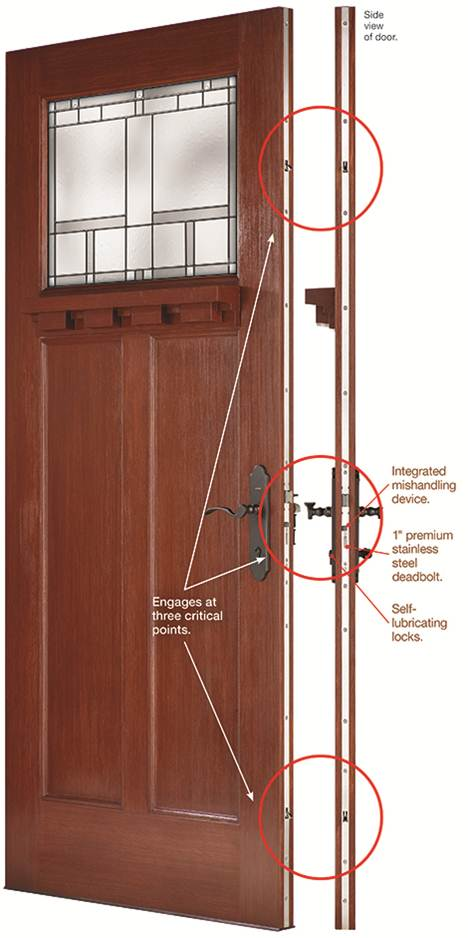 Side
view
of door.
Integrated
mishandling
device.
1" premium
stainless
steel
deadbolt.
Self-
lubricating
locks.
Engages at
three critical
points.